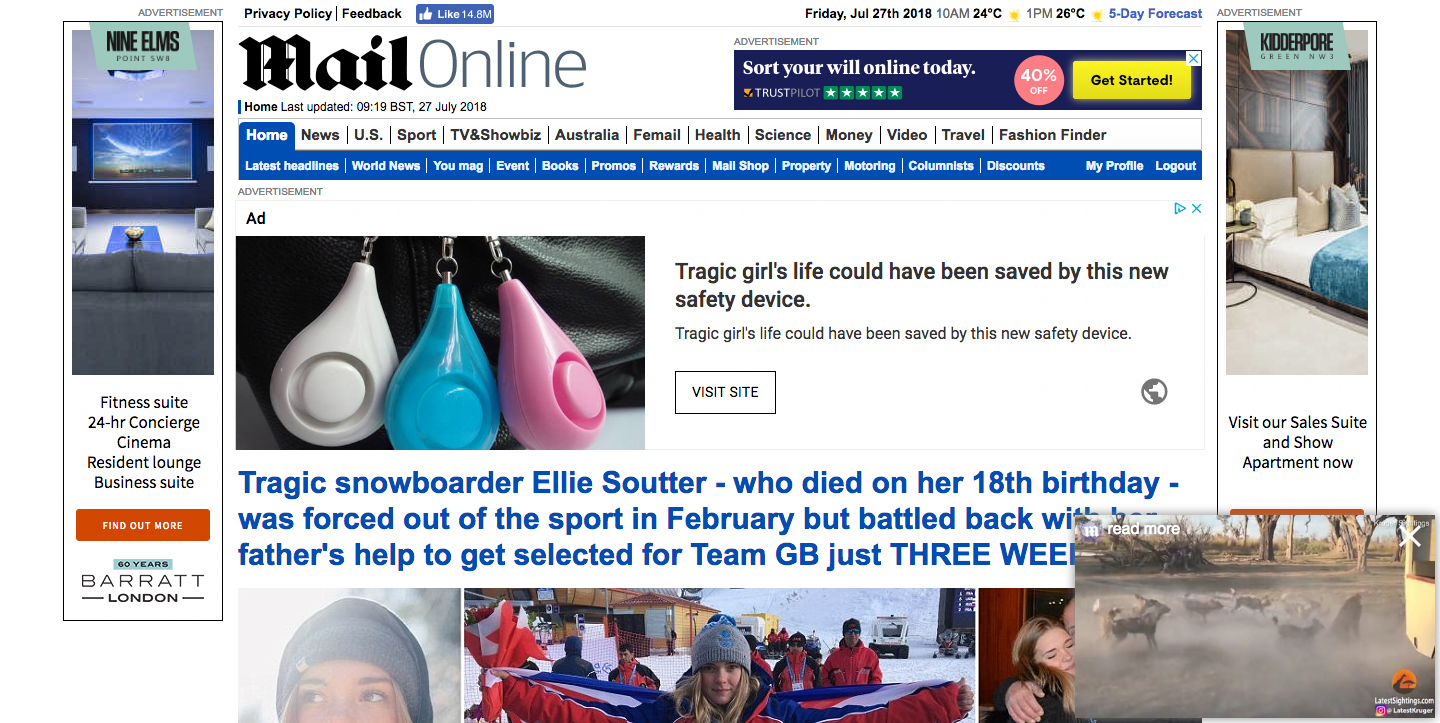 ADVERTISEMENT
NINE ELMS
POINT SW8
Fitness suite
24-hr Concierge
Cinema
Resident lounge
Business suite
FIND OUT MORE
60 YEARS
BARRATT
LONDON
Privacy Policy Feedback Like 14.8M
Friday, Jul 27th 2018 10AM 24°C 1PM 26°C 5-Day Forecast
Mail Online
ADVERTISEMENT
Sort your will online today.
TRUSTPILOT
40%
OFF
Get Started!
Home Last updated: 09:19 BST, 27 July 2018
Home News U.S. Sport TV&Showbiz Australia Femail Health Science Money Video Travel Fashion Finder
Latest headlines World News You mag Event Books Promos Rewards Mail Shop Property Motoring Columnists Discounts My Profile Logout
ADVERTISEMENT
Ad
Tragic girl's life could have been saved by this new
safety device.
Tragic girl's life could have been saved by this new safety device.
VISIT SITE
Tragic snowboarder Ellie Soutter - who died on her 18th birthday -
was forced out of the sport in February but battled back with her
father's help to get selected for Team GB just THREE
ADVERTISEMENT
KIDDERPORE
GREEN NW3
Visit our Sales Suite
and Show
Apartment now
read more
Kruger Sightings
LatestSightings.com
@LatestKruger